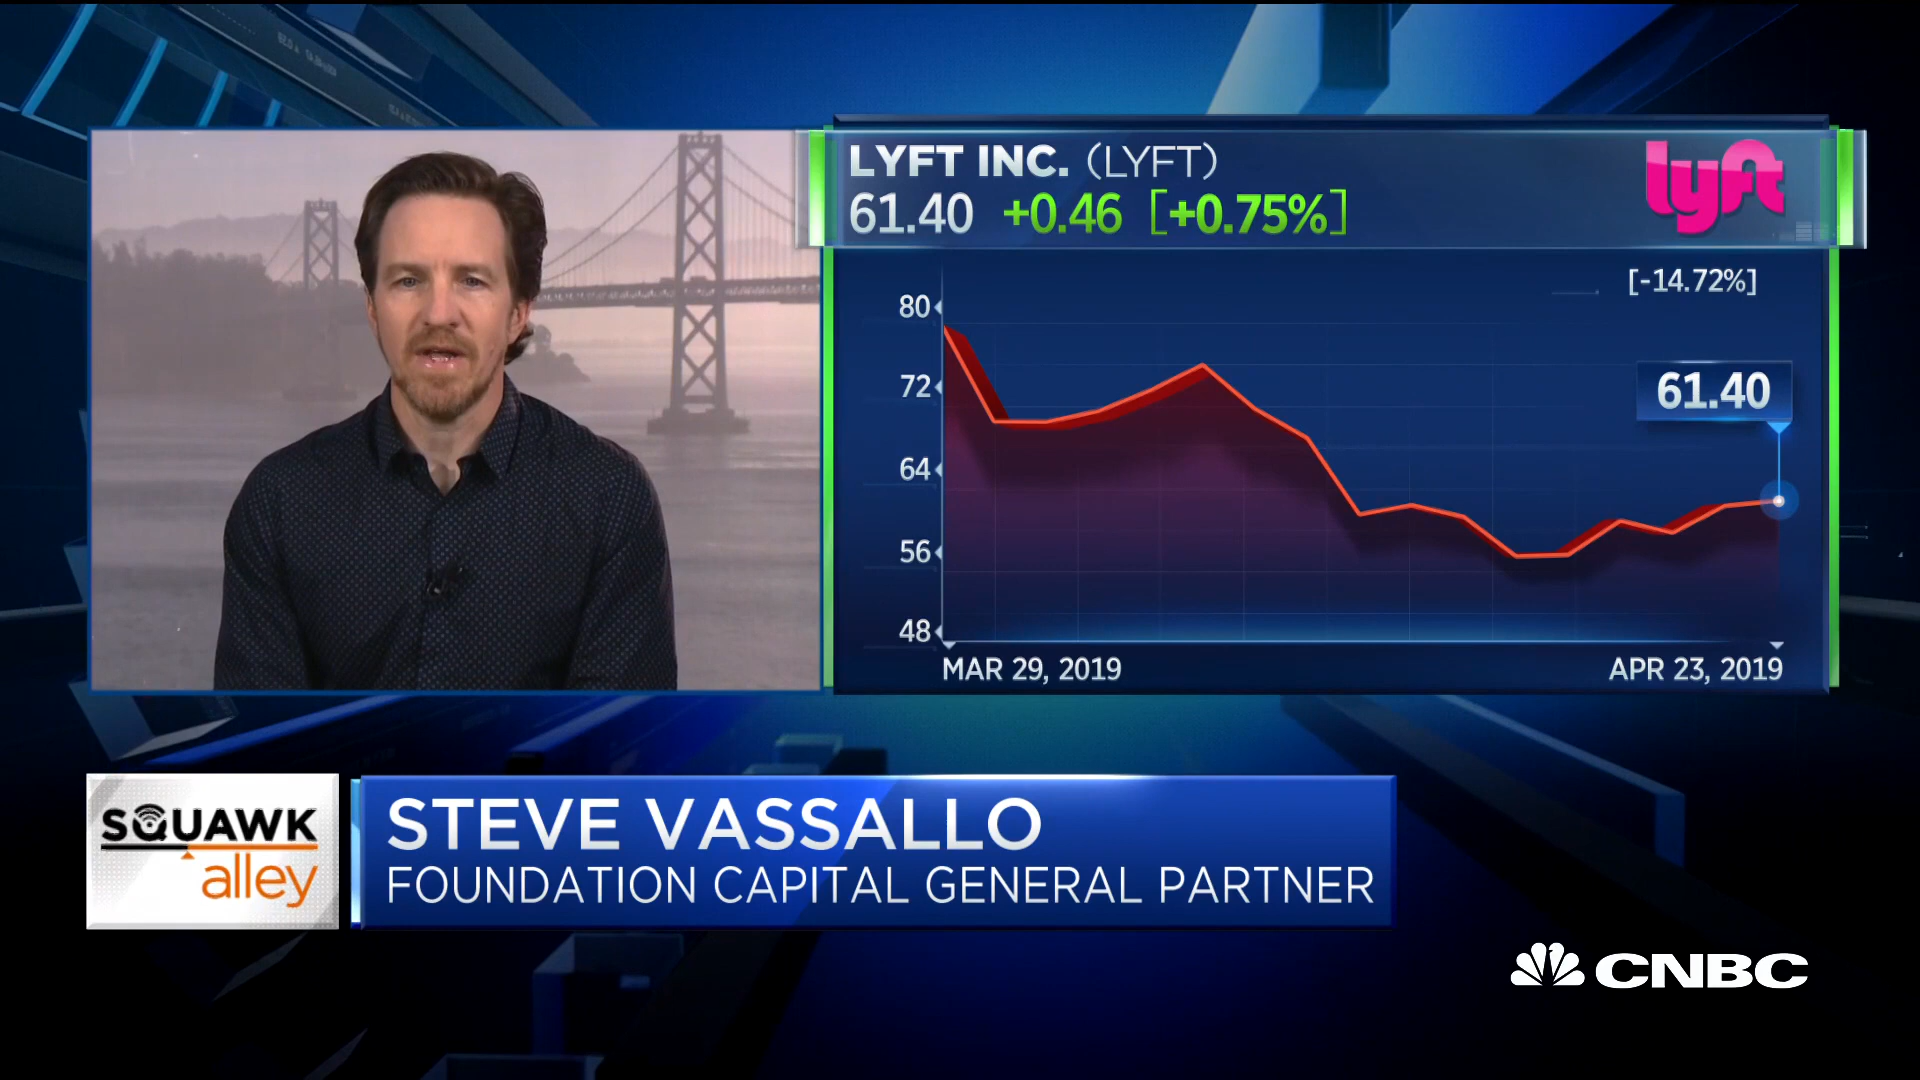 LYFT INC. (LYFT)
61.40 +0.46 [+0.75%]
lyft
[-14.72%]
80
72
64
56
48
61.40
MAR 29, 2019
APR 23, 2019
SQUAWK
alley
STEVE VASSALLO
FOUNDATION CAPITAL GENERAL PARTNER
CNBC